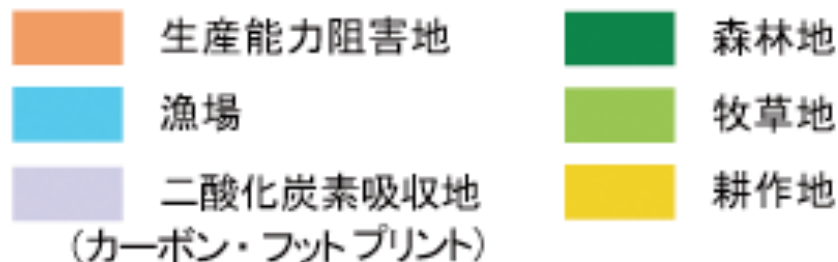 生産能力阻害地
漁場
二酸化炭素吸収地
(カーボン・フットプリント)
森林地
牧草地
耕作地